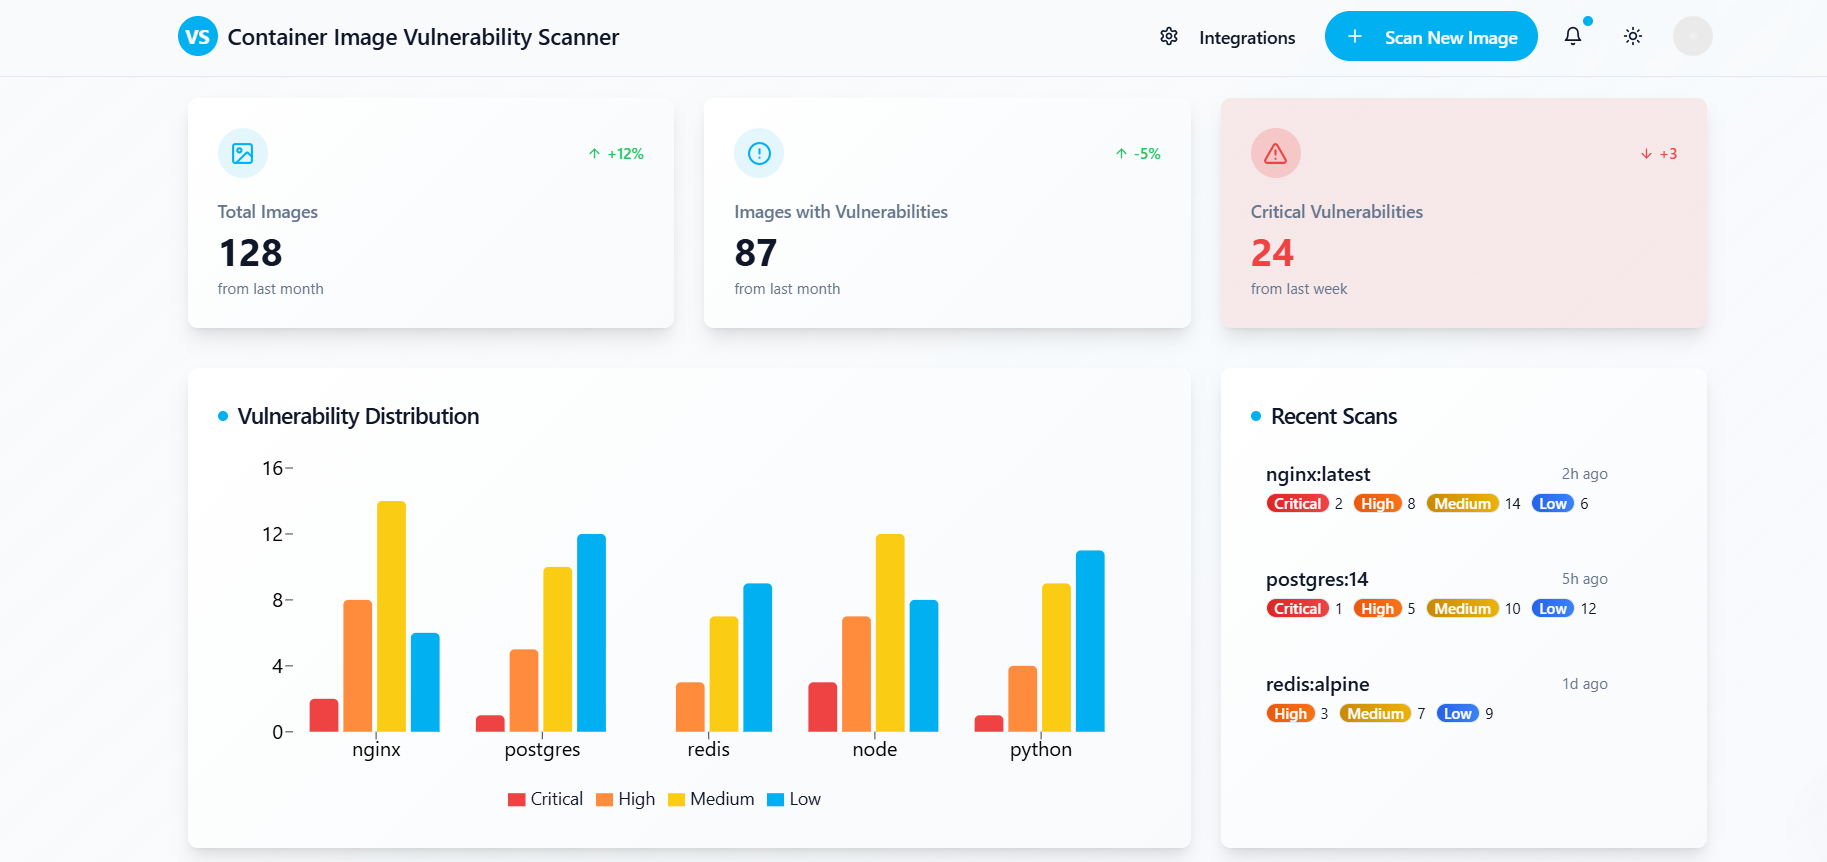 VS Container Image Vulnerability Scanner
Integrations
Scan New Image
+12%
Total Images
128
from last month
-5%
Images with Vulnerabilities
87
from last month
+3
Critical Vulnerabilities
24
from last week
Vulnerability Distribution
16
12
8
4
0
nginx postgres redis node python
Critical High Medium Low
Recent Scans
nginx:latest 2h ago
Critical 2 High 8 Medium 14 Low 6
postgres:14 5h ago
Critical 1 High 5 Medium 10 Low 12
redis:alpine 1d ago
High 3 Medium 7 Low 9